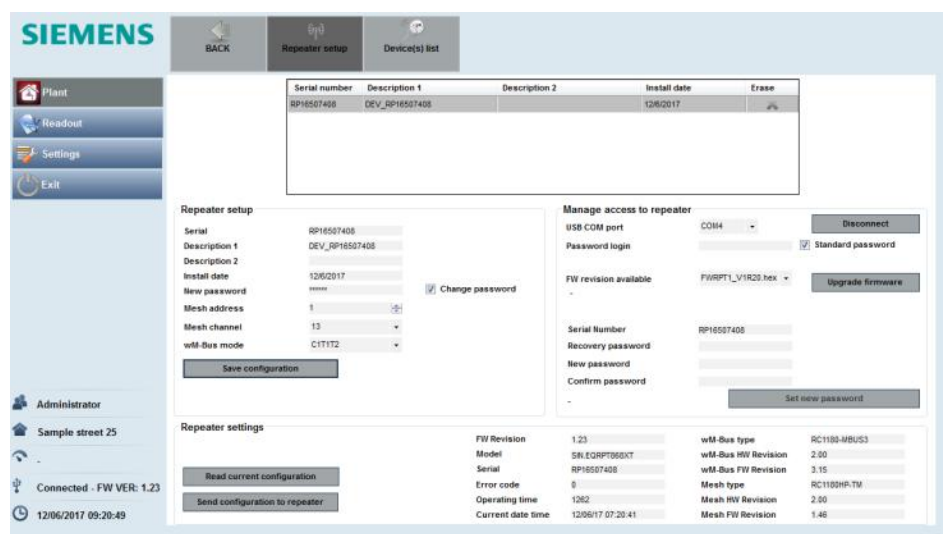 SIEMENS
BACK
Repeater setup
Device(s) list
Plant
Readout
Settings
Exit
Serial number Description 1 Description 2 Install date Erase
RP16507408 DEV_RP16507408 12/6/2017
Repeater setup
Serial RP16507408
Description 1 DEV_RP16507408
Description 2
Install date 12/6/2017
New password ****** Change password
Mesh address 1
Mesh channel 13
wM-Bus mode C1T1T2
Save configuration
Manage access to repeater
USB COM port COM4 Disconnect
Password login Standard password
FW revision available FWRPT1_V1R20.hex Upgrade firmware
-
Serial Number RP16507408
Recovery password
New password
Confirm password
- Set new password
Administrator
Sample street 25
-
Connected - FW VER: 1.23
12/06/2017 09:20:49
Repeater settings
Read current configuration
Send configuration to repeater
FW Revision 1.23 wM-Bus type RC1180-MBUS3
Model SIN.EQRPT868XT wM-Bus HW Revision 2.00
Serial RP16507408 wM-Bus FW Revision 3.15
Error code 0 Mesh type RC1180HP-TM
Operating time 1262 Mesh HW Revision 2.00
Current date time 12/06/17 07:20:41 Mesh FW Revision 1.46